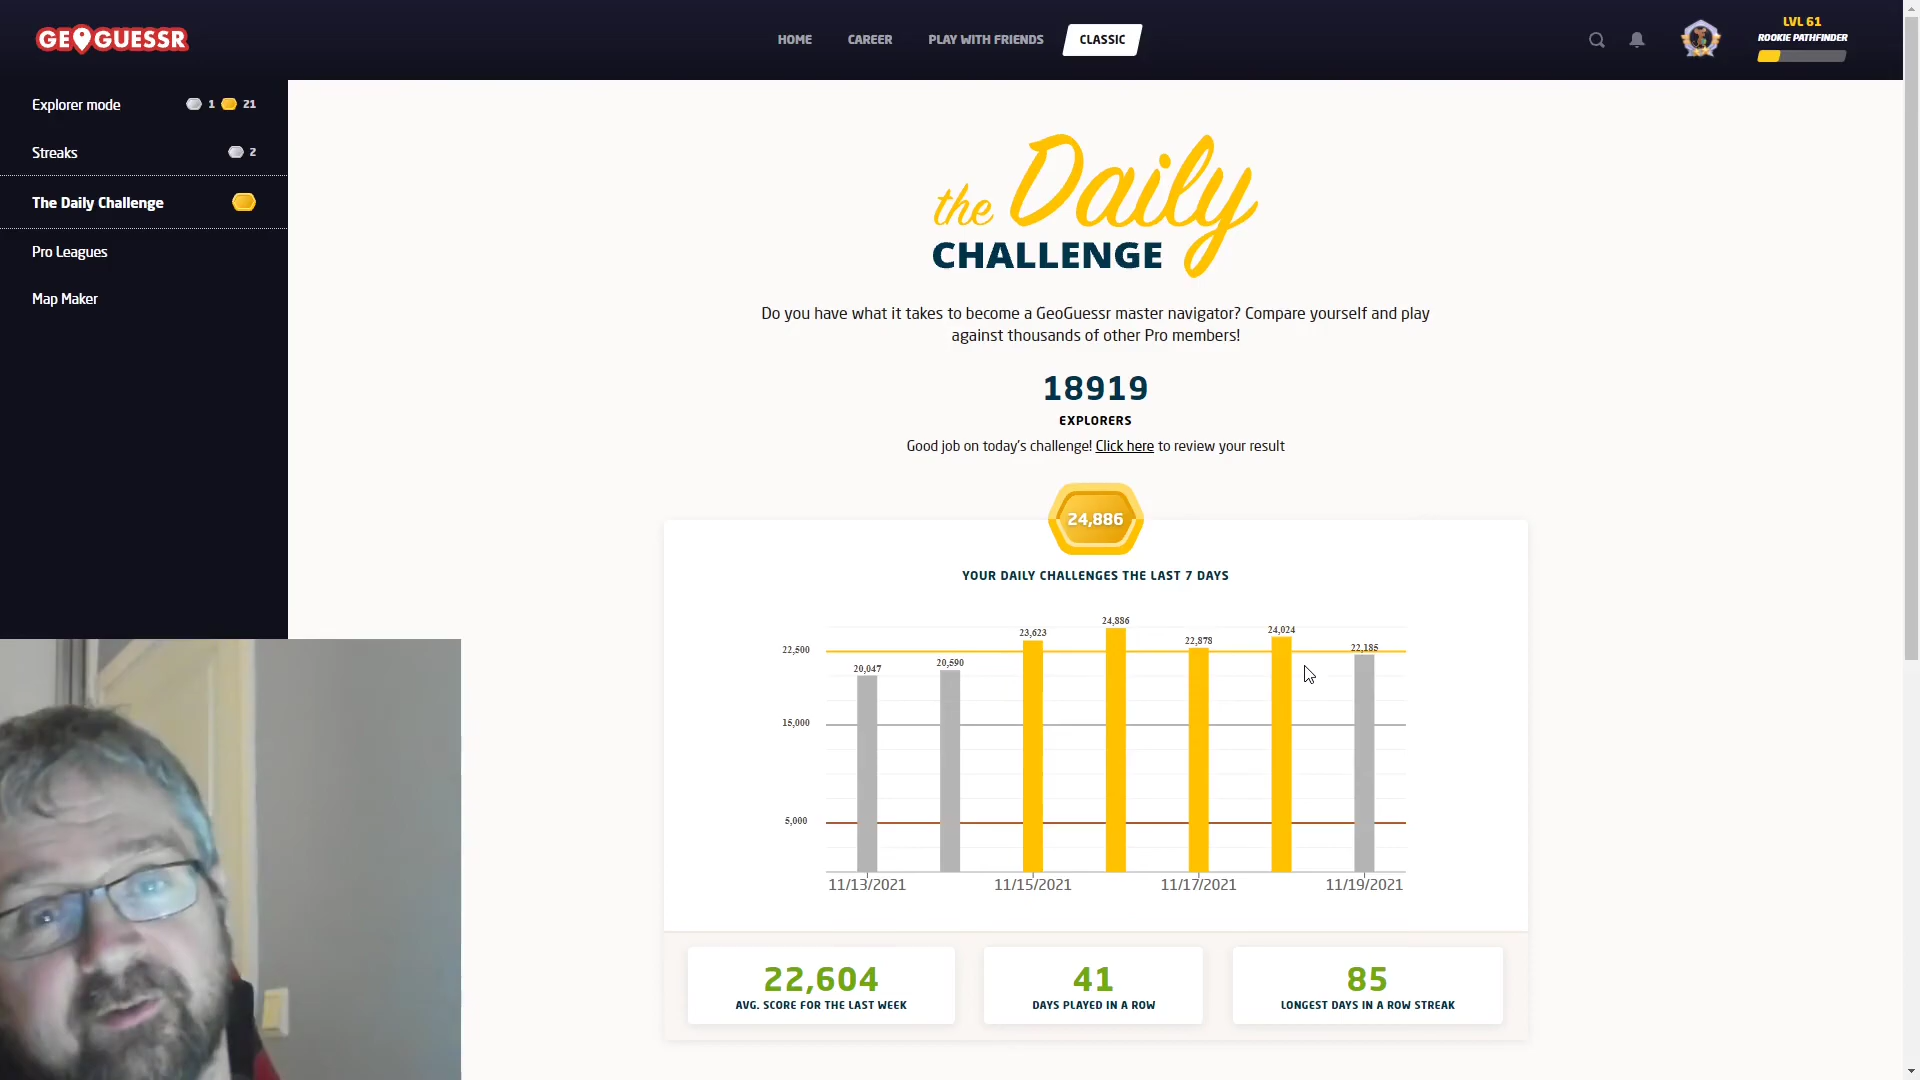 GEOGUESSR
HOME
CAREER
PLAY WITH FRIENDS
CLASSIC
LVL 61
ROOKIE PATHFINDER
Explorer mode
1
21
Streaks
2
The Daily Challenge
Pro Leagues
Map Maker
the Daily
CHALLENGE
Do you have what it takes to become a GeoGuessr master navigator? Compare yourself and play
against thousands of other Pro members!
18919
EXPLORERS
Good job on today's challenge! Click here to review your result
24,886
YOUR DAILY CHALLENGES THE LAST 7 DAYS
22,500
15,000
5,000
20,047
20,590
23,623
24,886
22,878
24,024
22,185
11/13/2021
11/15/2021
11/17/2021
11/19/2021
22,604
AVG. SCORE FOR THE LAST WEEK
41
DAYS PLAYED IN A ROW
85
LONGEST DAYS IN A ROW STREAK